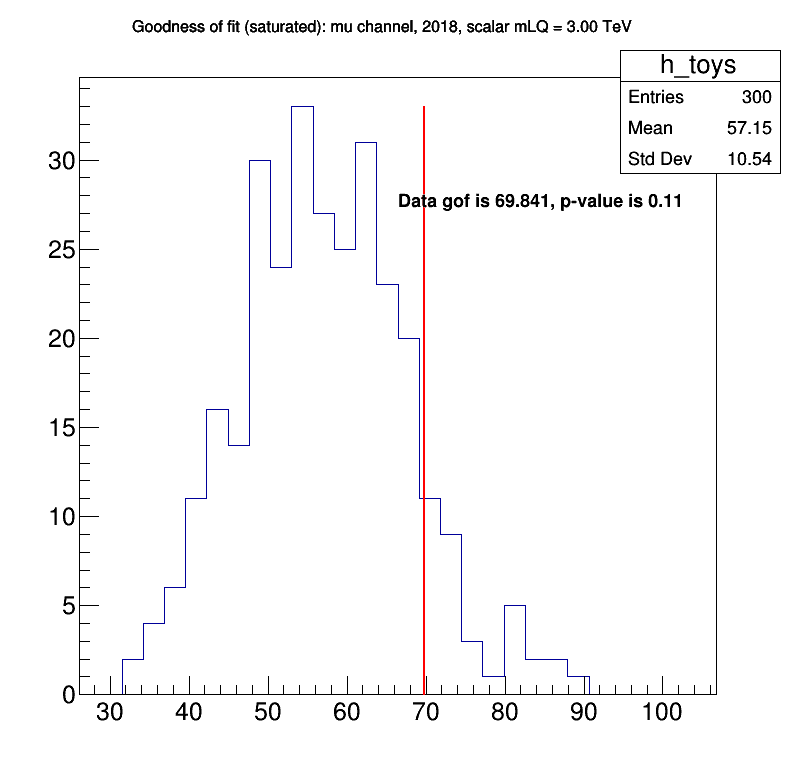 Goodness of fit (saturated): mu channel, 2018, scalar mLQ = 3.00 TeV
h_toys
Entries 300
Mean 57.15
Std Dev 10.54
Data gof is 69.841, p-value is 0.11
30
25
20
15
10
5
0
30 40 50 60 70 80 90 100